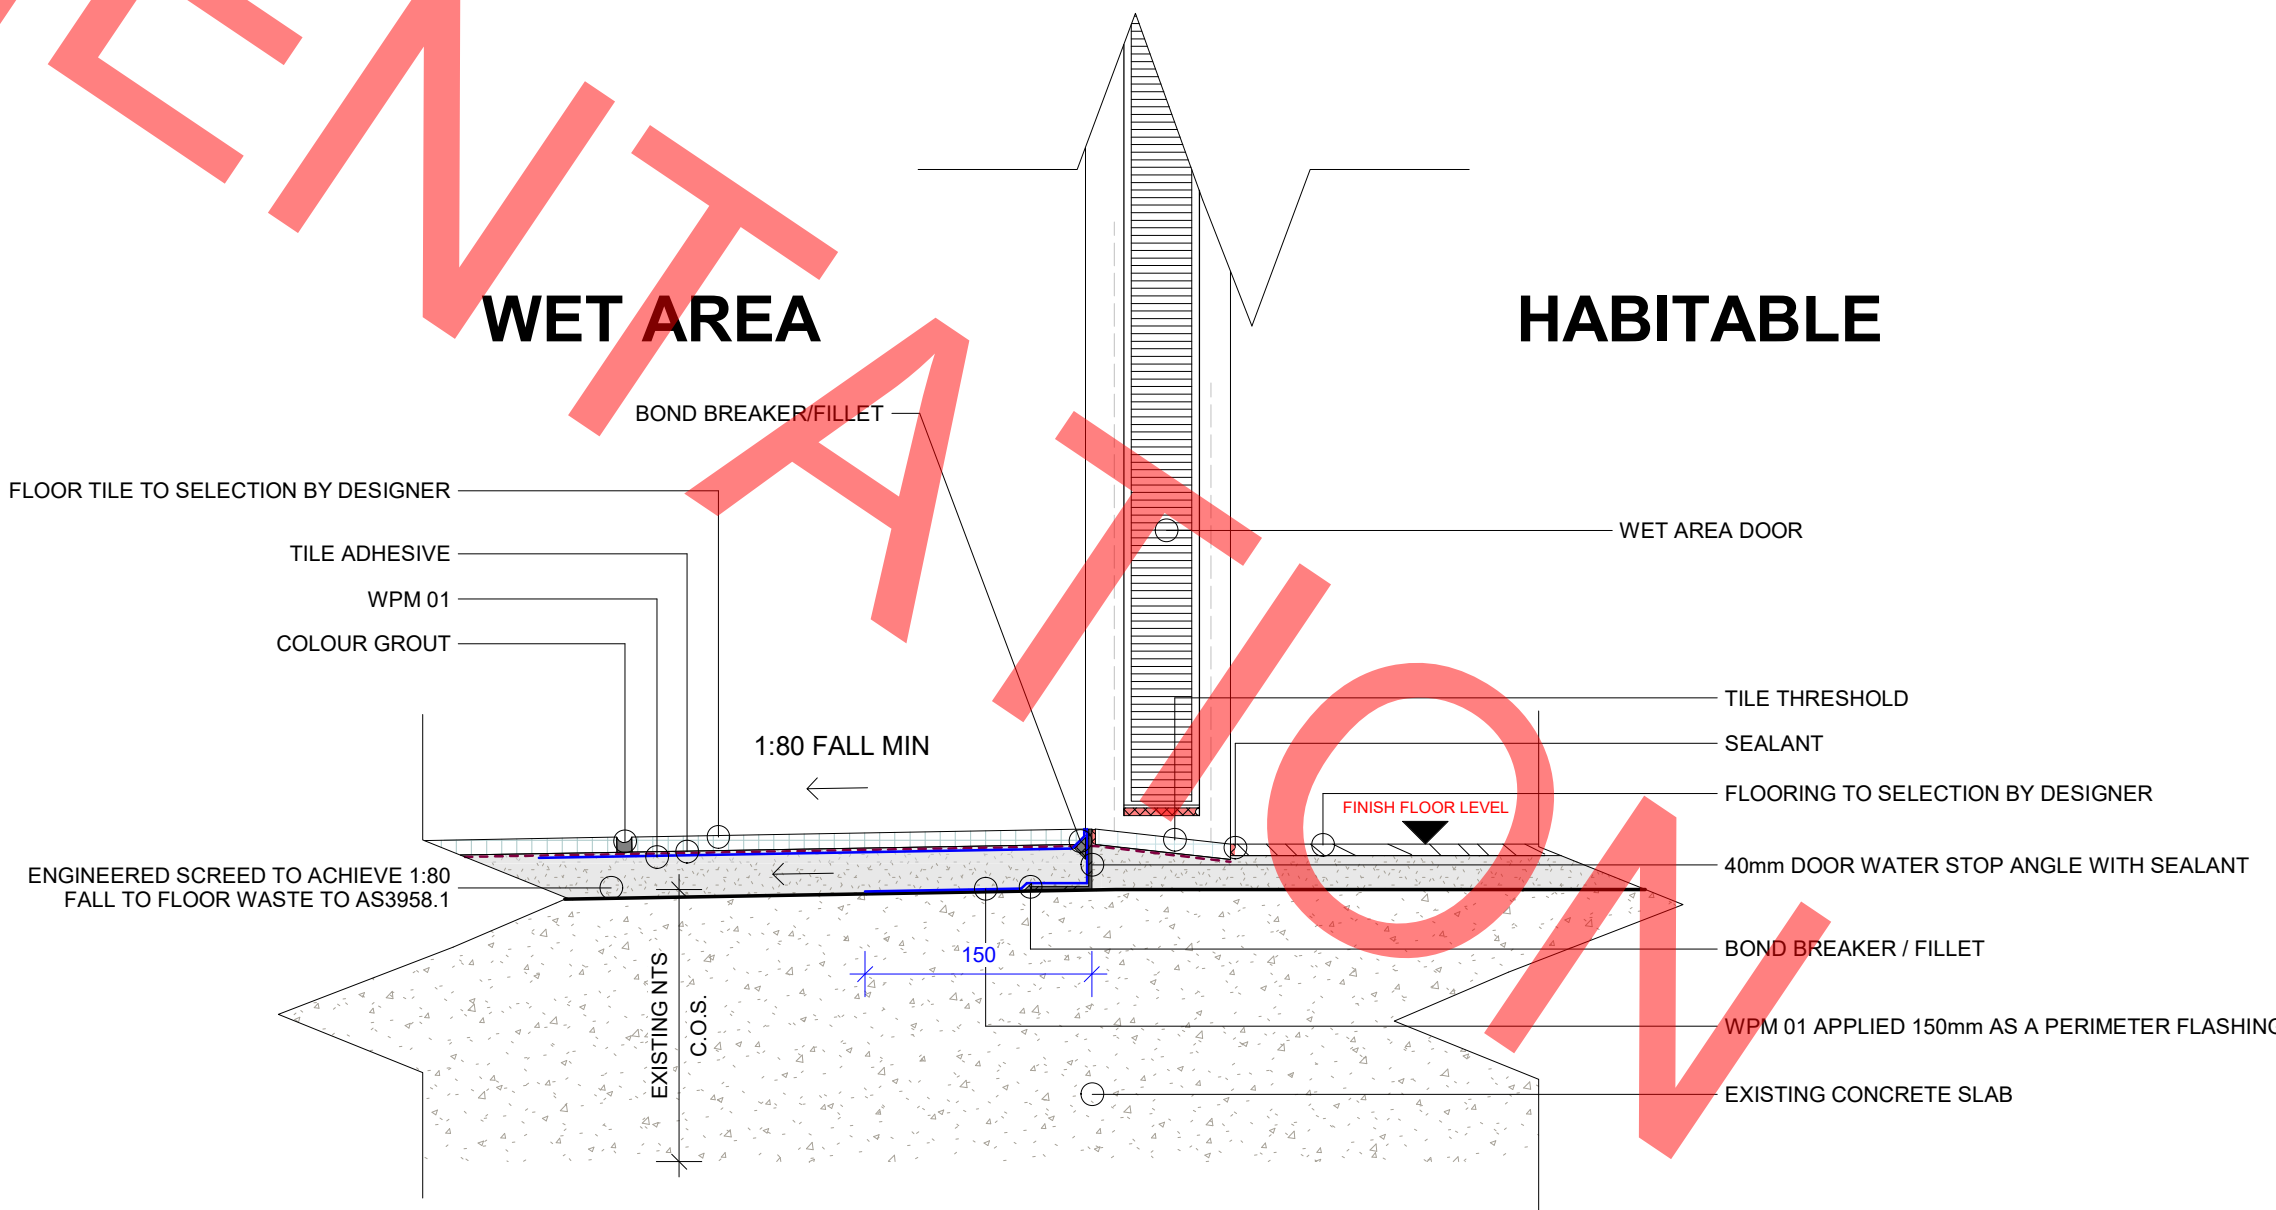 ENTATION
WET AREA
HABITABLE
BOND BREAKER/FILLET
FLOOR TILE TO SELECTION BY DESIGNER
TILE ADHESIVE
WPM 01
COLOUR GROUT
1:80 FALL MIN
ENGINEERED SCREED TO ACHIEVE 1:80
FALL TO FLOOR WASTE TO AS3958.1
EXISTING NTS
C.O.S.
150
WET AREA DOOR
TILE THRESHOLD
SEALANT
FLOORING TO SELECTION BY DESIGNER
FINISH FLOOR LEVEL
40mm DOOR WATER STOP ANGLE WITH SEALANT
BOND BREAKER / FILLET
WPM 01 APPLIED 150mm AS A PERIMETER FLASHING
EXISTING CONCRETE SLAB